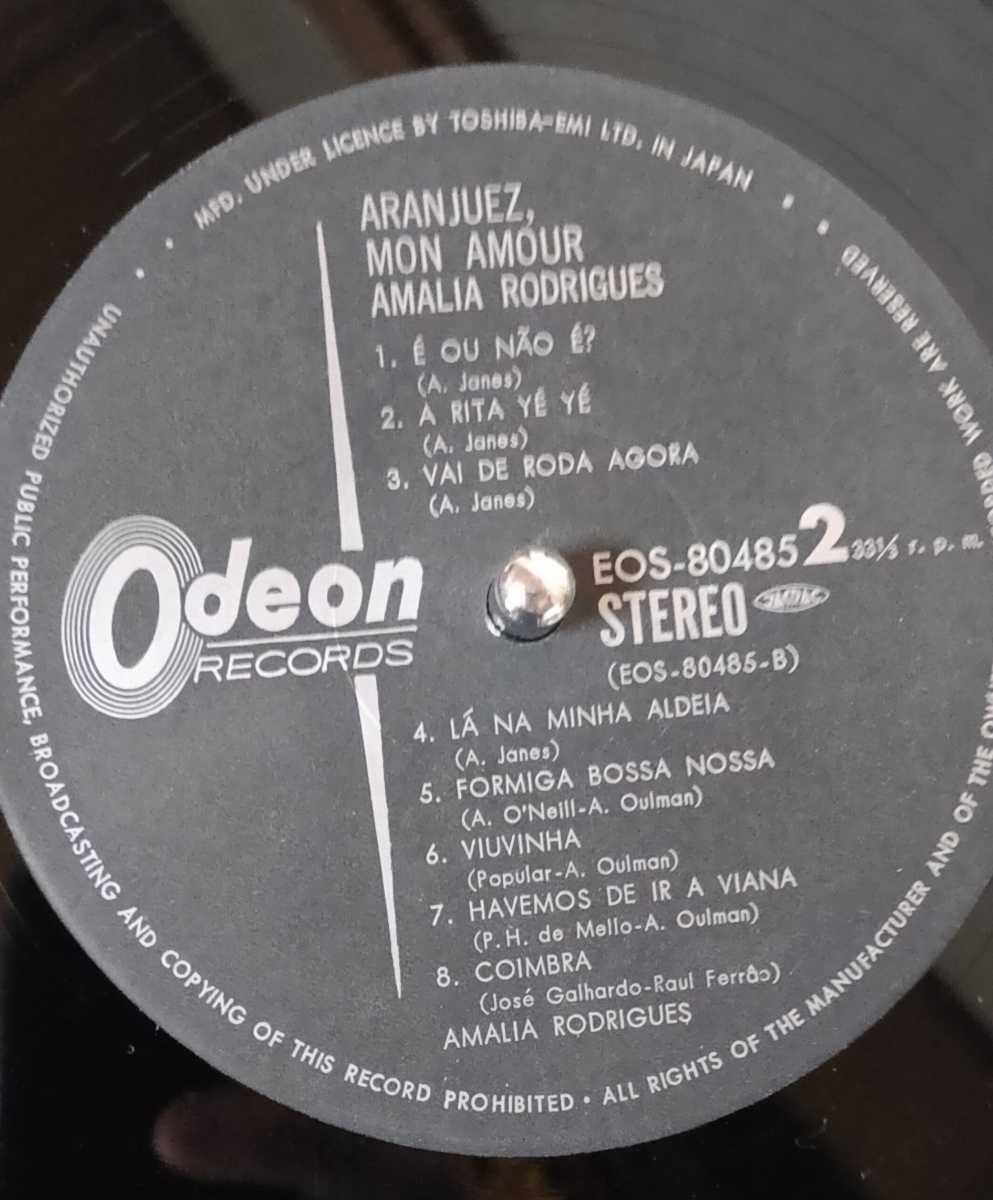 MFD. UNDER LICENCE BY TOSHIBA-EMI LTD. IN JAPAN
ARANJUEZ,
MON AMOUR
AMALIA RODRIGUES
1. É OU NÃO É?
(A. Janes)
2. A RITA YÊ YÊ
(A. Janes)
3. VAI DE RODA AGORA
(A. Janes)
Odeon
RECORDS
EOS-80485 2 33 1/3 r. p. m.
STEREO
(EOS-80485-B)
4. LÁ NA MINHA ALDEIA
(A. Janes)
5. FORMIGA BOSSA NOSSA
(A. O'Neill-A. Oulman)
6. VIUVINHA
(Popular-A. Oulman)
7. HAVEMOS DE IR A VIANA
(P. H. de Mello-A. Oulman)
8. COIMBRA
(José Galhardo-Raul Ferrão)
AMALIA RODRIGUES
UNAUTHORIZED PUBLIC PERFORMANCE, BROADCASTING AND COPYING OF THIS RECORD PROHIBITED • ALL RIGHTS OF THE MANUFACTURER AND OF THE WORK ARE RESERVED